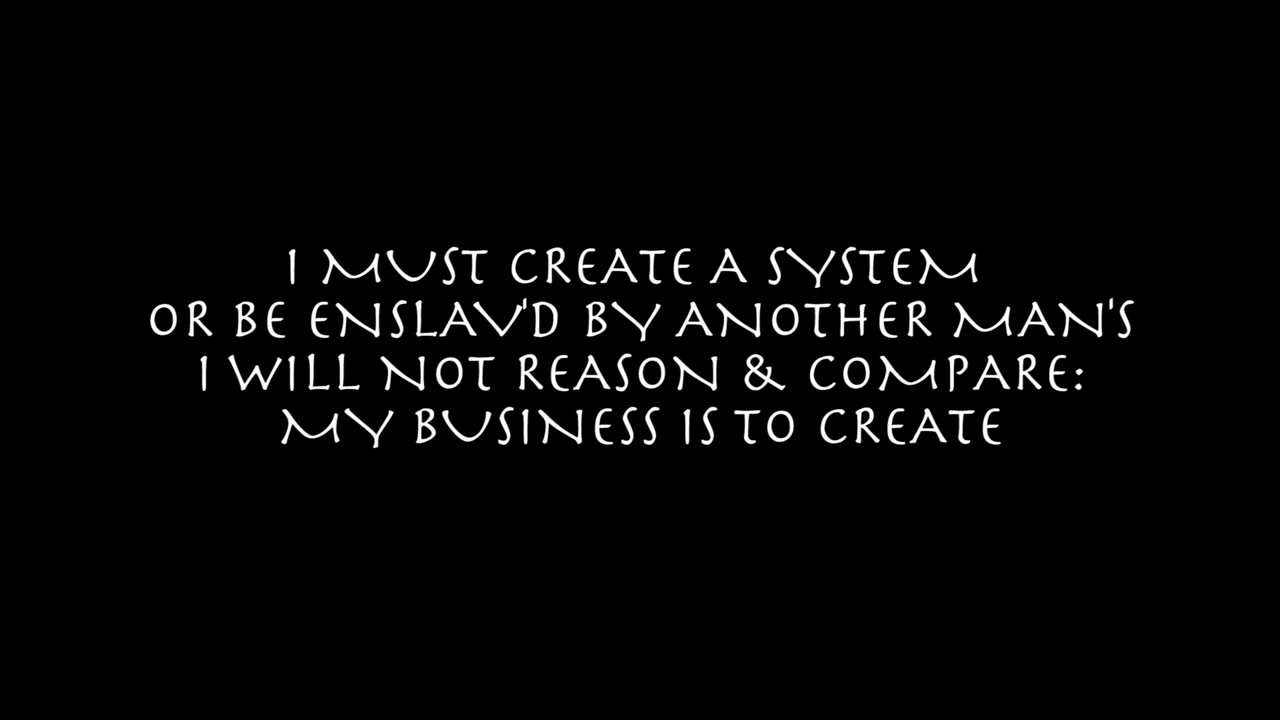 I MUST CREATE A SYSTEM
OR BE ENSLAV'D BY ANOTHER MAN'S
I WILL NOT REASON & COMPARE:
MY BUSINESS IS TO CREATE